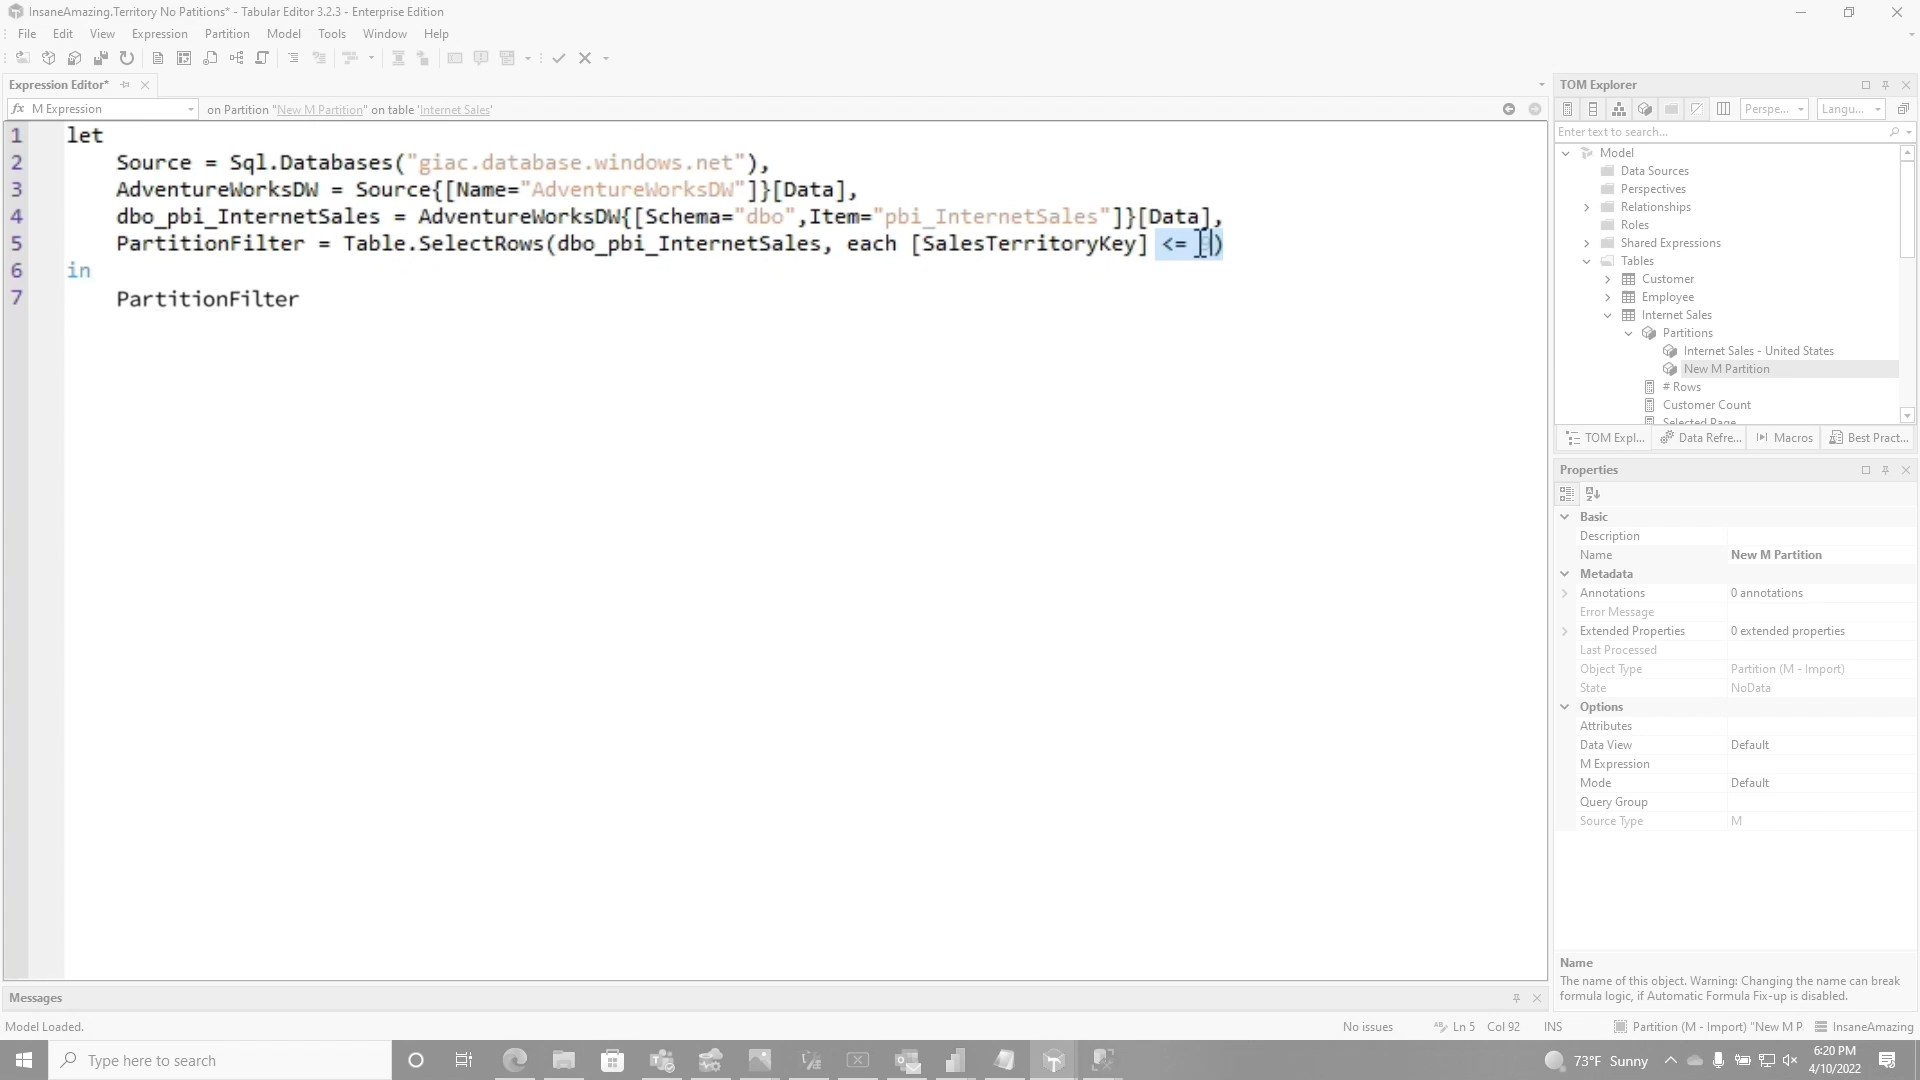 InsaneAmazing.Territory No Patitions* - Tabular Editor 3.2.3 - Enterprise Edition
File Edit View Expression Partition Model Tools Window Help
Expression Editor*
fx M Expression on Partition "New M Partition" on table 'Internet Sales'
1 let
2 Source = Sql.Databases("giac.database.windows.net"),
3 AdventureWorksDW = Source{[Name="AdventureWorksDW"]}[Data],
4 dbo_pbi_InternetSales = AdventureWorksDW{[Schema="dbo",Item="pbi_InternetSales"]}[Data],
5 PartitionFilter = Table.SelectRows(dbo_pbi_InternetSales, each [SalesTerritoryKey] <= )
6 in
7 PartitionFilter
TOM Explorer
Perspe... Langu...
Enter text to search...
Model
Data Sources
Perspectives
Relationships
Roles
Shared Expressions
Tables
Customer
Employee
Internet Sales
Partitions
Internet Sales - United States
New M Partition
# Rows
Customer Count
Selected Page
TOM Expl... Data Refre... Macros Best Pract...
Properties
Basic
Description
Name New M Partition
Metadata
Annotations 0 annotations
Error Message
Extended Properties 0 extended properties
Last Processed
Object Type Partition (M - Import)
State NoData
Options
Attributes
Data View Default
M Expression
Mode Default
Query Group
Source Type M
Name
The name of this object. Warning: Changing the name can break
formula logic, if Automatic Formula Fix-up is disabled.
Messages
Model Loaded. No issues Ln 5 Col 92 INS Partition (M - Import) "New M P InsaneAmazing
Type here to search 73°F Sunny 6:20 PM
4/10/2022